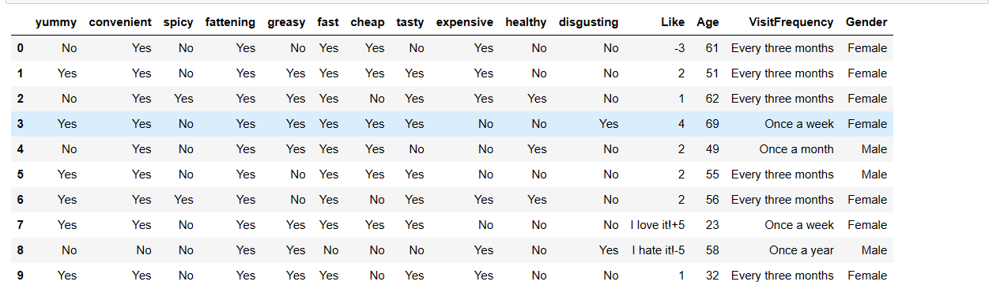 yummy convenient spicy fattening greasy fast cheap tasty expensive healthy disgusting Like Age VisitFrequency Gender
0 No Yes No Yes No Yes Yes No Yes No No -3 61 Every three months Female
1 Yes Yes No Yes Yes Yes Yes Yes Yes No No 2 51 Every three months Female
2 No Yes Yes Yes Yes Yes No Yes Yes Yes No 1 62 Every three months Female
3 Yes Yes No Yes Yes Yes Yes Yes No No Yes 4 69 Once a week Female
4 No Yes No Yes Yes Yes Yes No No Yes No 2 49 Once a month Male
5 Yes Yes No Yes No Yes Yes Yes No No No 2 55 Every three months Male
6 Yes Yes Yes Yes No Yes No Yes Yes Yes No 2 56 Every three months Female
7 Yes Yes No Yes Yes Yes Yes Yes No No No I love it!+5 23 Once a week Female
8 No No No Yes Yes No No No Yes No Yes I hate it!-5 58 Once a year Male
9 Yes Yes No Yes Yes Yes No Yes Yes No No 1 32 Every three months Female